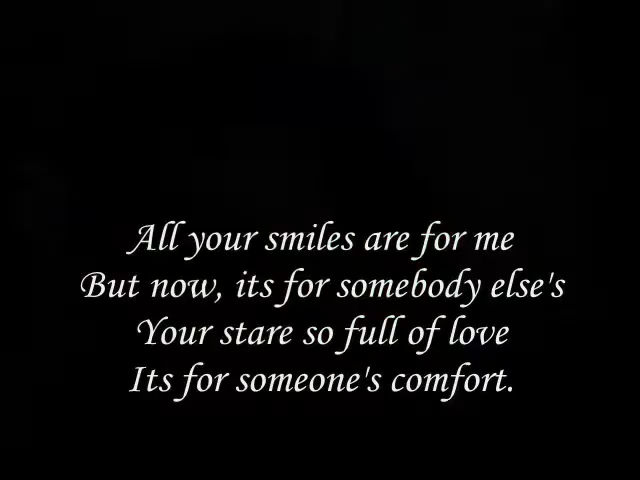 All your smiles are for me
But now, its for somebody else's
Your stare so full of love
Its for someone's comfort.